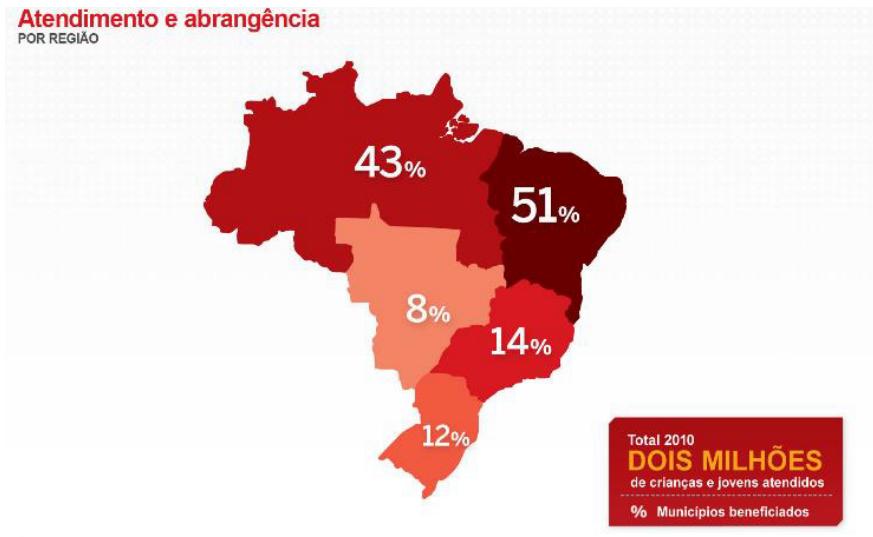 Atendimento e abrangência
POR REGIÃO
43%
51%
8%
14%
12%
Total 2010
DOIS MILHÕES
de crianças e jovens atendidos
% Municípios beneficiados